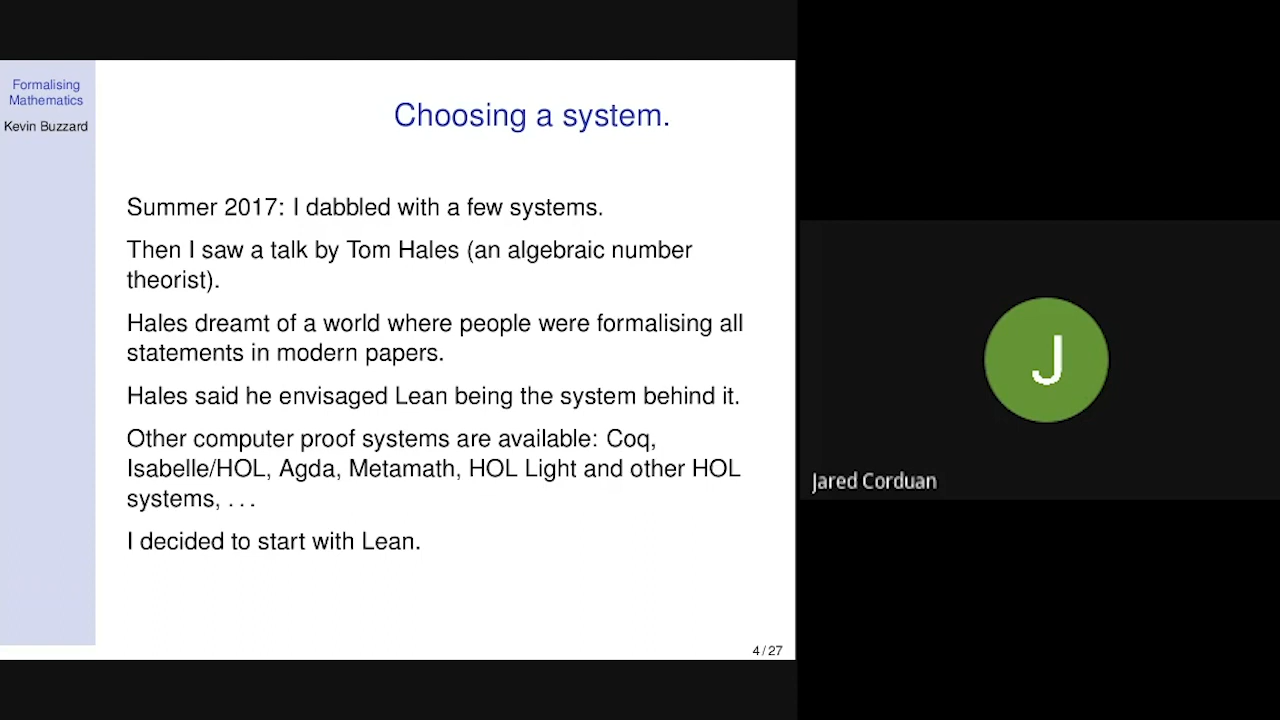 Formalising
Mathematics
Kevin Buzzard
Choosing a system.
Summer 2017: I dabbled with a few systems.
Then I saw a talk by Tom Hales (an algebraic number
theorist).
Hales dreamt of a world where people were formalising all
statements in modern papers.
Hales said he envisaged Lean being the system behind it.
Other computer proof systems are available: Coq,
Isabelle/HOL, Agda, Metamath, HOL Light and other HOL
systems, ...
I decided to start with Lean.
4 / 27
J
Jared Corduan